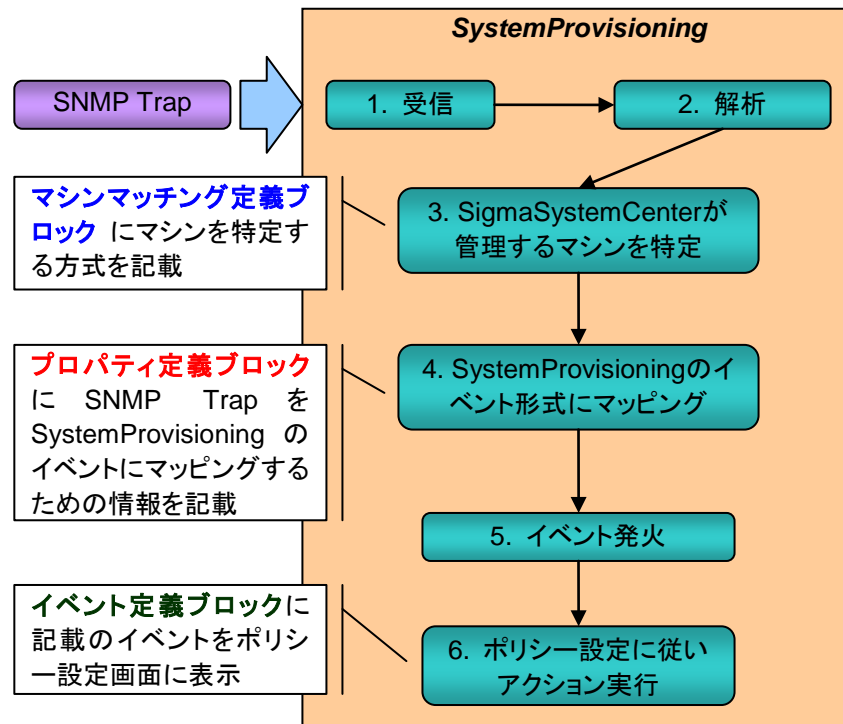 SystemProvisioning
SNMP Trap
1. 受信
2. 解析
マシンマッチング定義ブ
ロック にマシンを特定す
る方式を記載
3. SigmaSystemCenterが
管理するマシンを特定
プロパティ定義ブロック
に SNMP Trap を
SystemProvisioning の
イベントにマッピングする
ための情報を記載
4. SystemProvisioningのイ
ベント形式にマッピング
5. イベント発火
イベント定義ブロックに
記載のイベントをポリシ
ー設定画面に表示
6. ポリシー設定に従い
アクション実行